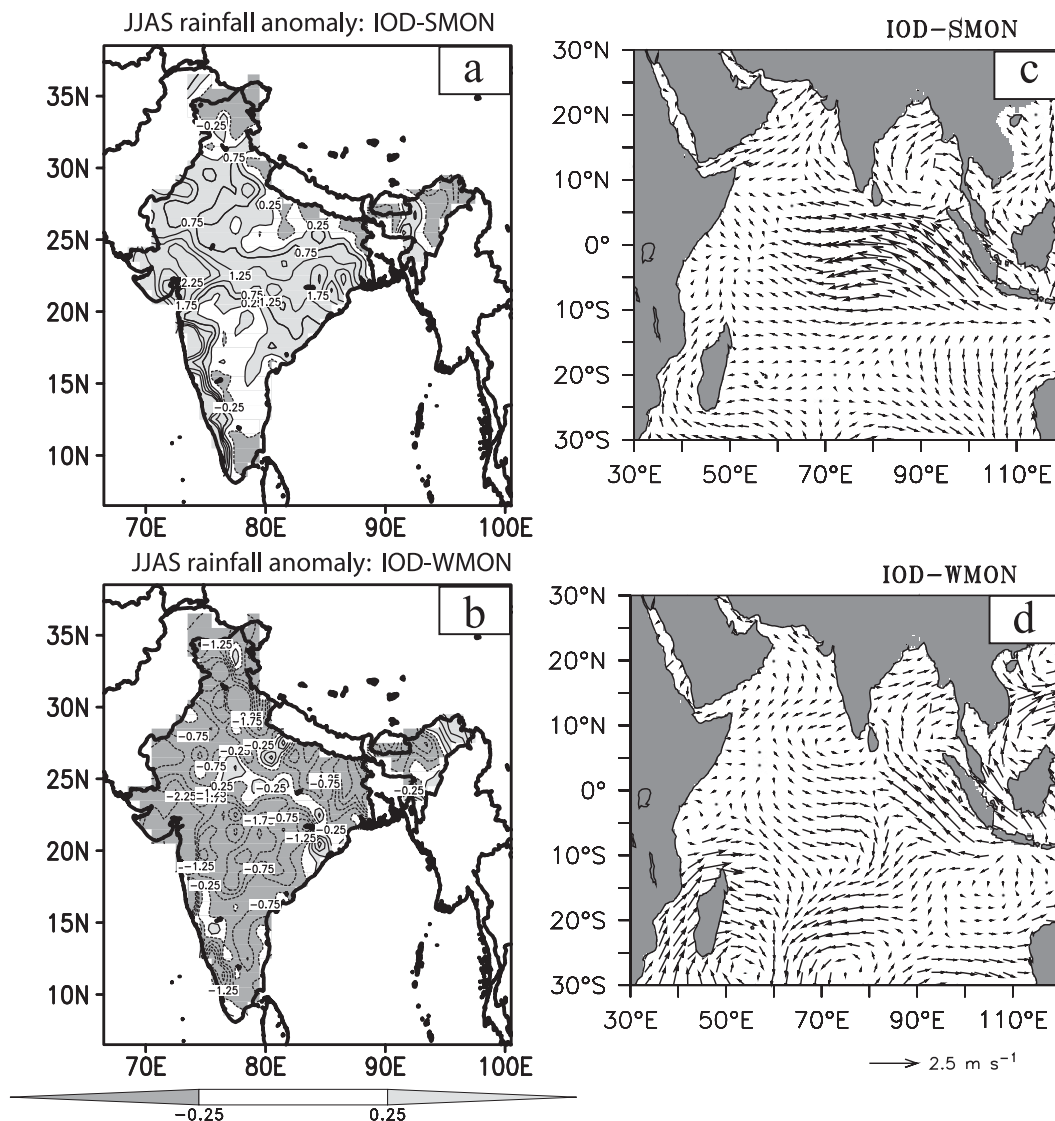 JJAS rainfall anomaly: IOD-SMON
a
35N
30N
25N
20N
15N
10N
70E 80E 90E 100E
-0.25
0.75
0.25
0.75
0.25
0.75
1.25
2.25
1.75
1.75
-0.25
IOD-SMON
c
30°N
20°N
10°N
0°
10°S
20°S
30°S
30°E 50°E 70°E 90°E 110°E
JJAS rainfall anomaly: IOD-WMON
b
35N
30N
25N
20N
15N
10N
70E 80E 90E 100E
-1.25
-1.75
-0.75
-0.25
-0.25
-0.75
-1.25
-0.75
-0.25
-0.25
-2.25
-0.75
-0.25
-1.25
-1.25
-0.75
-0.25
-0.75
-1.25
-0.25 0.25
IOD-WMON
d
30°N
20°N
10°N
0°
10°S
20°S
30°S
30°E 50°E 70°E 90°E 110°E
2.5 m s⁻¹